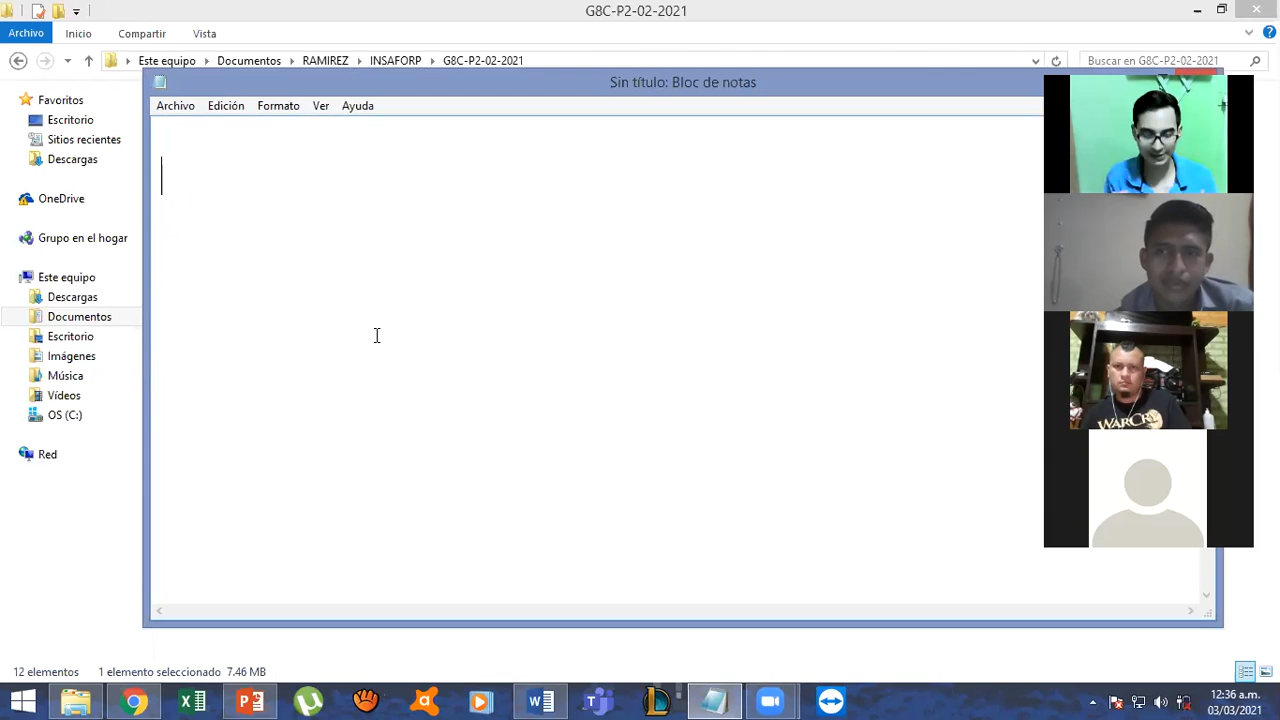 G8C-P2-02-2021
Archivo Inicio Compartir Vista
Este equipo Documentos RAMIREZ INSAFORP G8C-P2-02-2021
Buscar en G8C-P2-02-2021
Sin título: Bloc de notas
Archivo Edición Formato Ver Ayuda
Favoritos
Escritorio
Sitios recientes
Descargas
OneDrive
Grupo en el hogar
Este equipo
Descargas
Documentos
Escritorio
Imágenes
Música
Vídeos
OS (C:)
Red
WARCRY
12 elementos 1 elemento seleccionado 7.46 MB
12:36 a.m.
03/03/2021